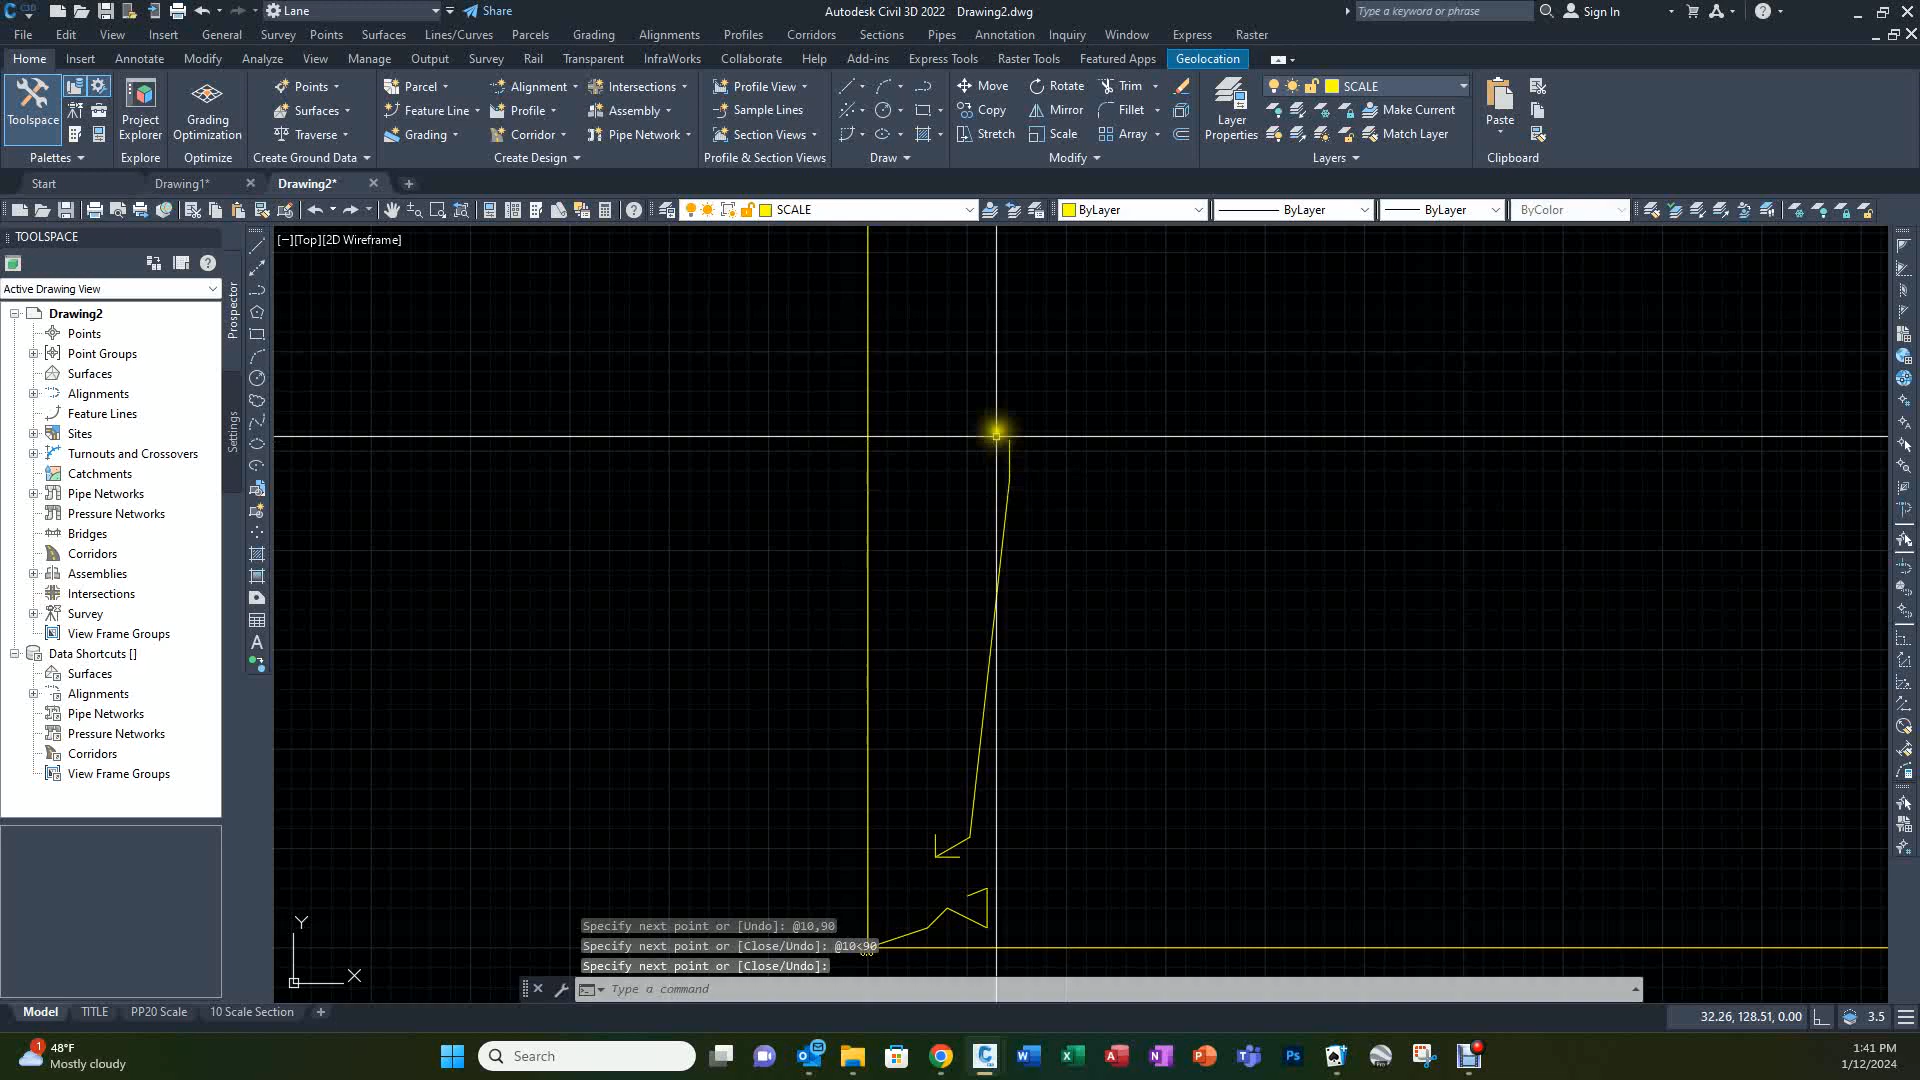 Lane
Share
Autodesk Civil 3D 2022 Drawing2.dwg
Type a keyword or phrase
Sign In
File Edit View Insert General Survey Points Surfaces Lines/Curves Parcels Grading Alignments Profiles Corridors Sections Pipes Annotation Inquiry Window Express Raster
Home Insert Annotate Modify Analyze View Manage Output Survey Rail Transparent InfraWorks Collaborate Help Add-ins Express Tools Raster Tools Featured Apps Geolocation
Toolspace
Project Explorer
Grading Optimization
Points
Surfaces
Traverse
Parcel
Feature Line
Grading
Alignment
Profile
Corridor
Intersections
Assembly
Pipe Network
Profile View
Sample Lines
Section Views
Move
Copy
Stretch
Rotate
Mirror
Scale
Trim
Fillet
Array
Layer Properties
SCALE
Make Current
Match Layer
Paste
Palettes
Explore
Optimize
Create Ground Data
Create Design
Profile & Section Views
Draw
Modify
Layers
Clipboard
Start Drawing1* Drawing2*
SCALE
ByLayer
ByLayer
ByLayer
ByColor
TOOLSPACE
Active Drawing View
Prospector
Settings
Drawing2
Points
Point Groups
Surfaces
Alignments
Feature Lines
Sites
Turnouts and Crossovers
Catchments
Pipe Networks
Pressure Networks
Bridges
Corridors
Assemblies
Intersections
Survey
View Frame Groups
Data Shortcuts []
Surfaces
Alignments
Pipe Networks
Pressure Networks
Corridors
View Frame Groups
[−][Top][2D Wireframe]
Y
X
Specify next point or [Undo]: @10,90
Specify next point or [Close/Undo]: @10<90
Specify next point or [Close/Undo]:
Type a command
Model TITLE PP20 Scale 10 Scale Section
32.26, 128.51, 0.00
3.5
1
48°F
Mostly cloudy
Search
1:41 PM
1/12/2024